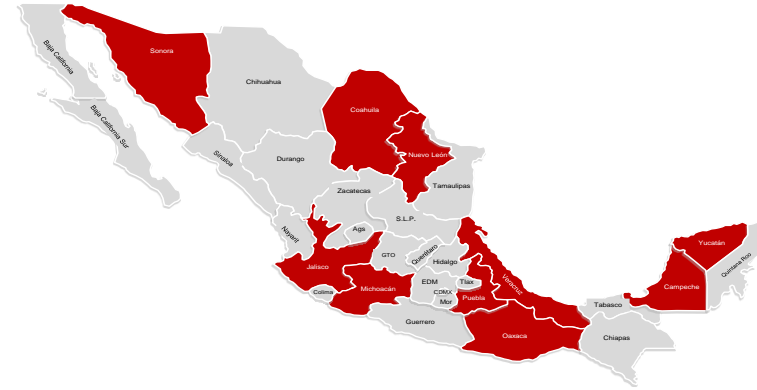 Baja California
Sonora
Chihuahua
Coahuila
Baja California Sur
Sinaloa
Durango
Nuevo León
Tamaulipas
Zacatecas
S.L.P.
Nayarit
Ags
Jalisco
GTO
Querétaro
Hidalgo
Colima
Michoacán
EDM
CDMX
Mor
Tlax
Puebla
Veracruz
Guerrero
Oaxaca
Tabasco
Chiapas
Campeche
Yucatán
Quintana Roo